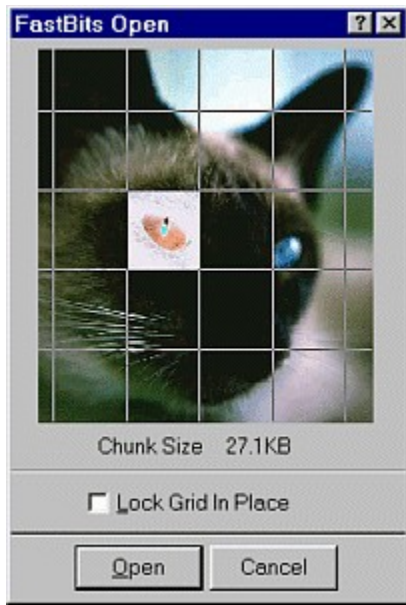 FastBits Open
Chunk Size 27.1KB
Lock Grid In Place
Open Cancel